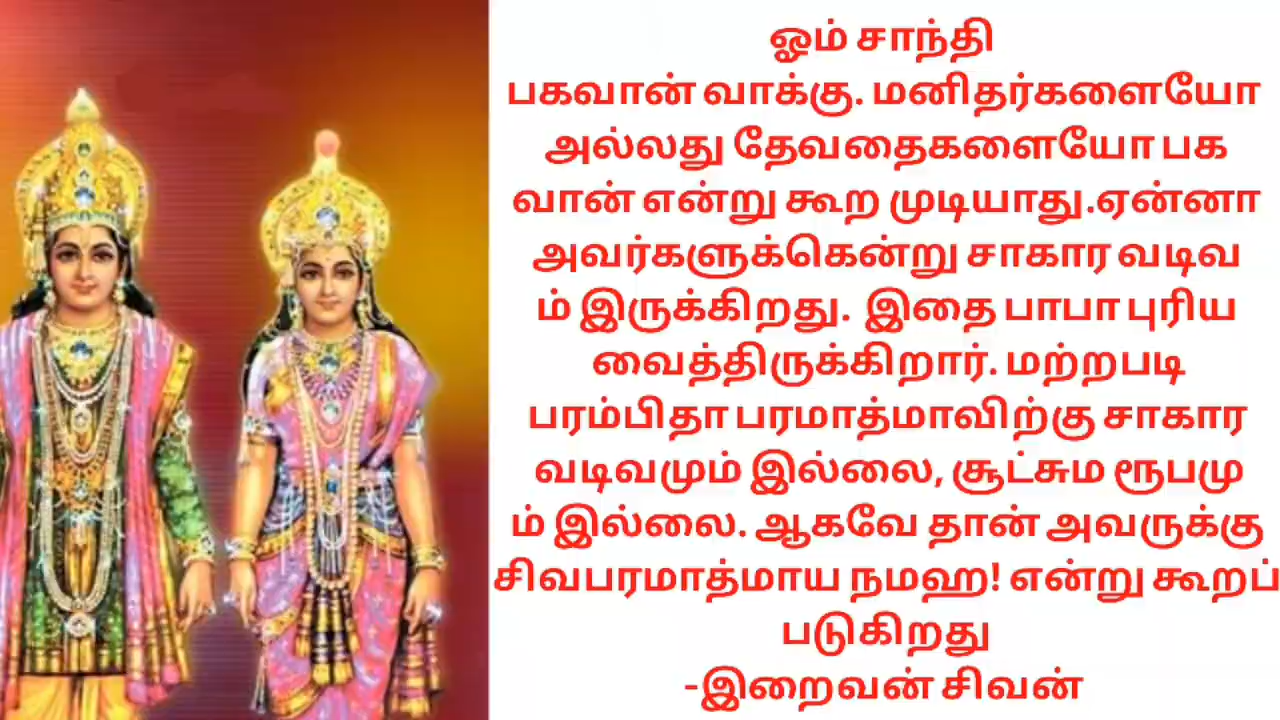 ஓம் சாந்தி
பகவான் வாக்கு. மனிதர்களையோ
அல்லது தேவதைகளையோ பக
வான் என்று கூற முடியாது.ஏன்னா
அவர்களுக்கென்று சாகார வடிவ
ம் இருக்கிறது. இதை பாபா புரிய
வைத்திருக்கிறார். மற்றபடி
பரம்பிதா பரமாத்மாவிற்கு சாகார
வடிவமும் இல்லை, சூட்சும ரூபமு
ம் இல்லை. ஆகவே தான் அவருக்கு
சிவபரமாத்மாய நமஹ! என்று கூறப்
படுகிறது
-இறைவன் சிவன்